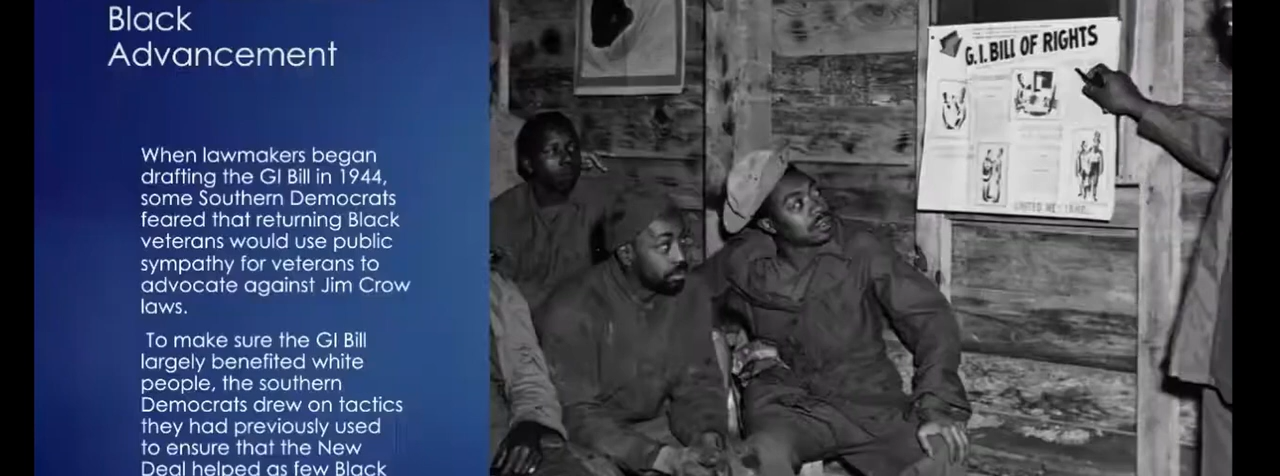 Black
Advancement
When lawmakers began
drafting the GI Bill in 1944,
some Southern Democrats
feared that returning Black
veterans would use public
sympathy for veterans to
advocate against Jim Crow
laws.
To make sure the GI Bill
largely benefited white
people, the southern
Democrats drew on tactics
they had previously used
to ensure that the New
Deal helped as few Black
G.I. BILL OF RIGHTS